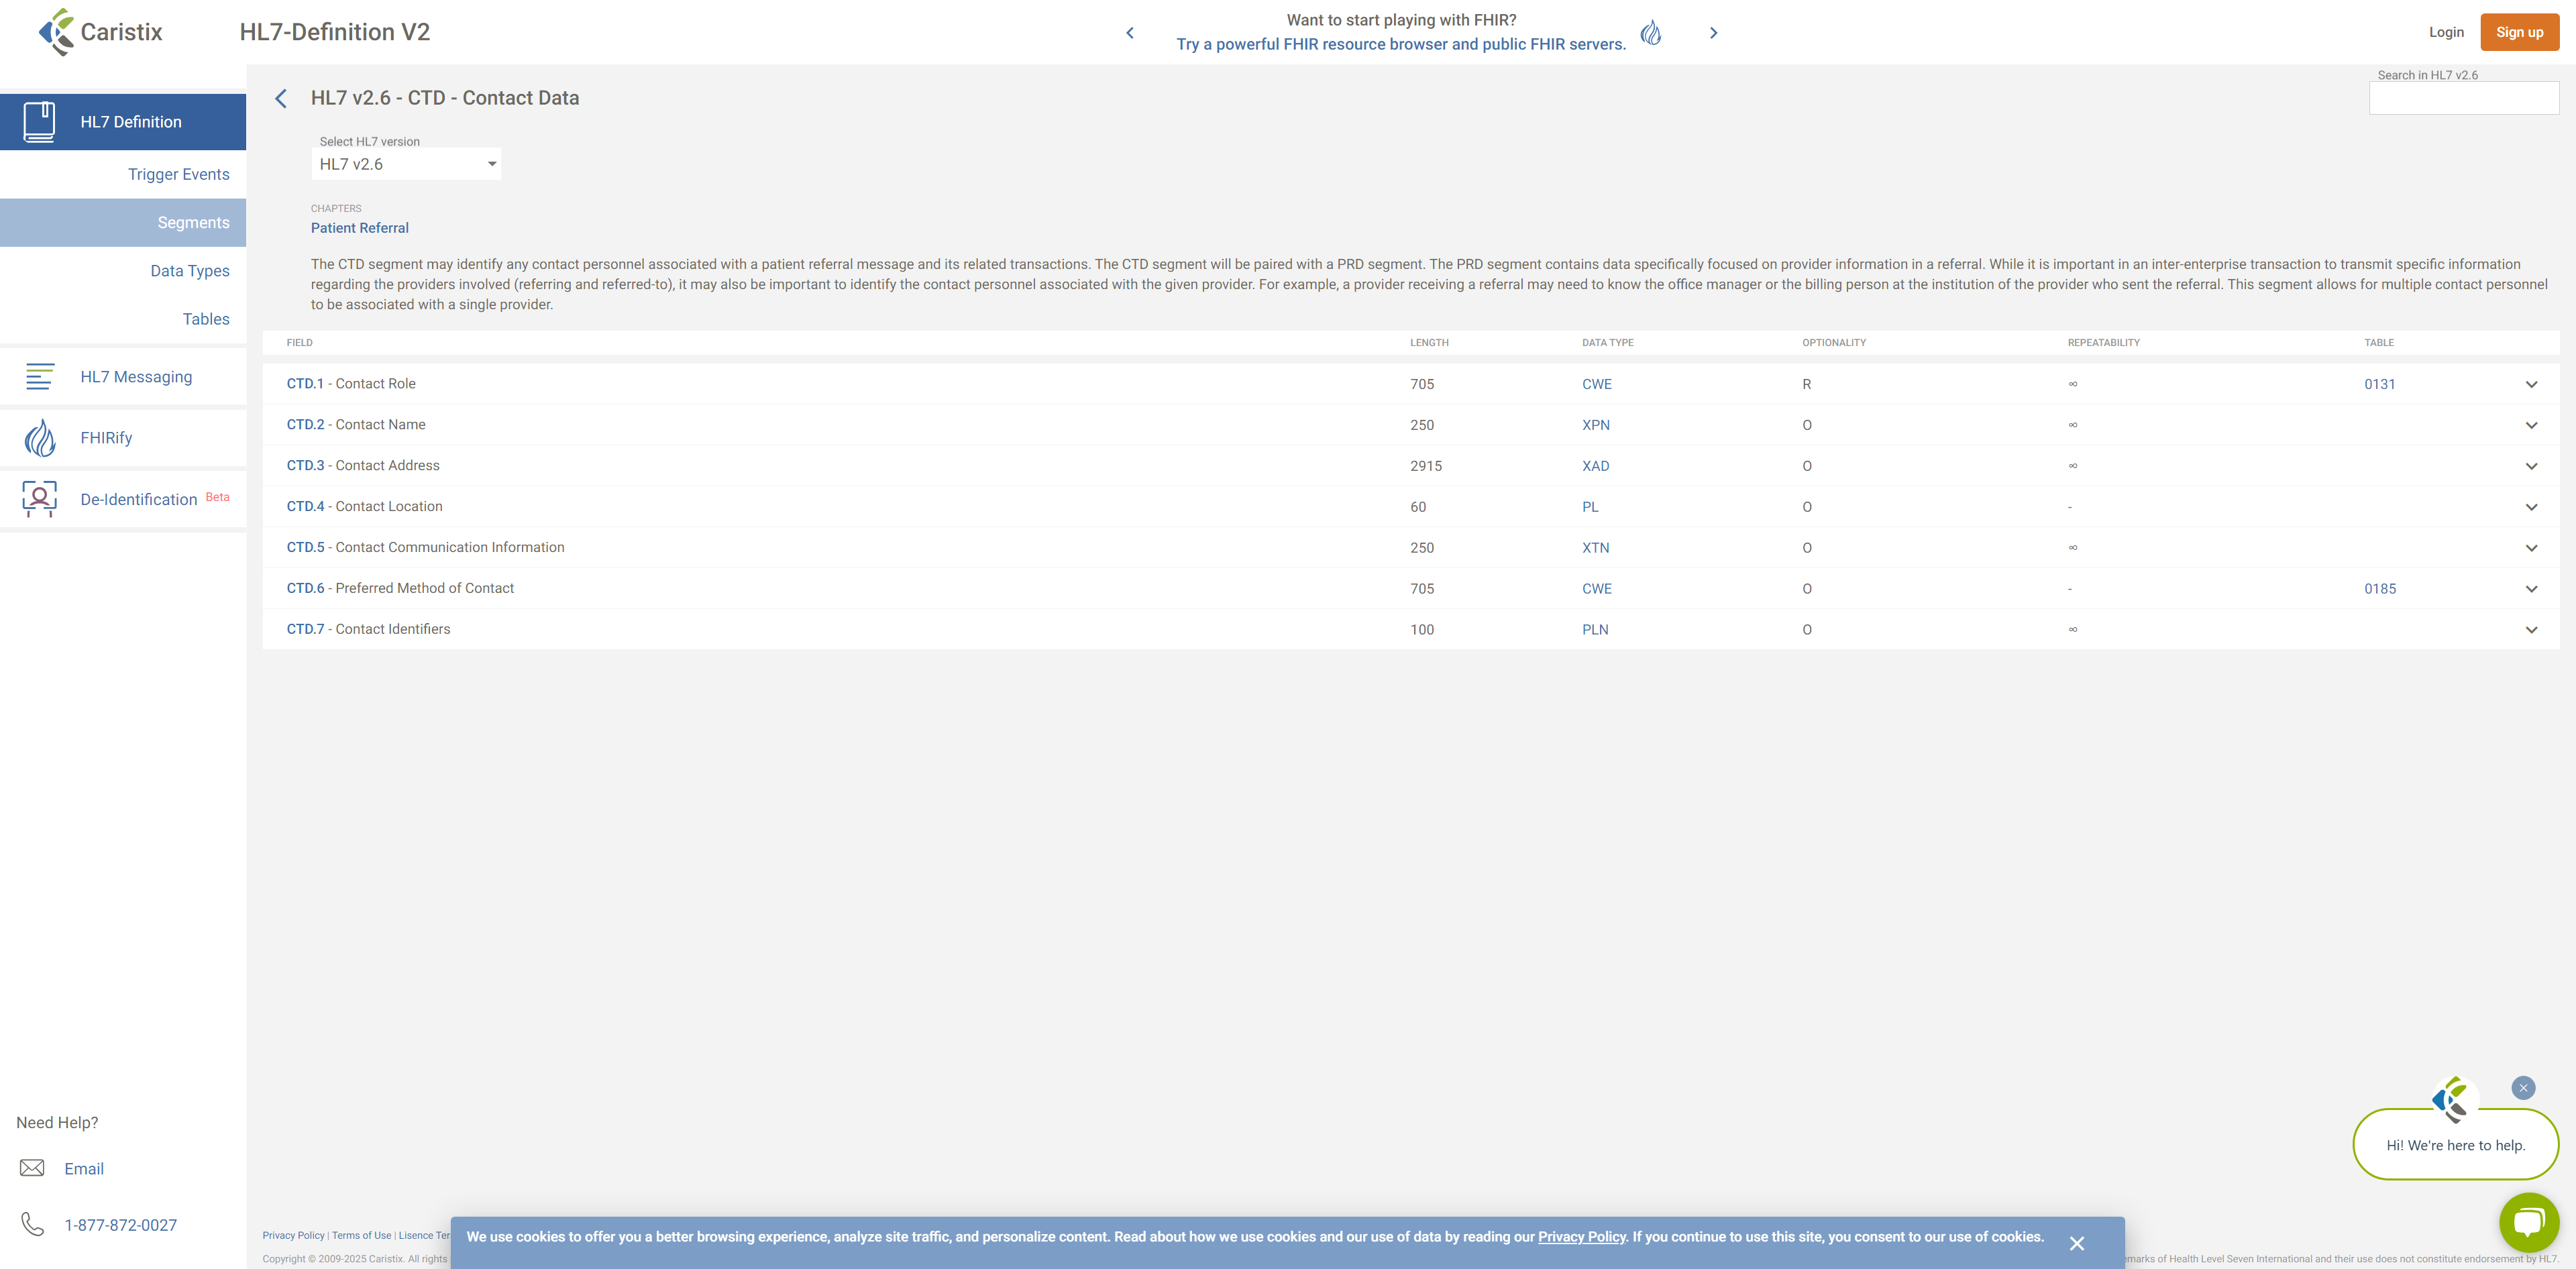 Caristix
HL7-Definition V2
Want to start playing with FHIR?
Try a powerful FHIR resource browser and public FHIR servers.
Login
Sign up
HL7 Definition
Trigger Events
Segments
Data Types
Tables
HL7 Messaging
FHIRify
De-Identification Beta
Need Help?
Email
1-877-872-0027
HL7 v2.6 - CTD - Contact Data
Search in HL7 v2.6
Select HL7 version
HL7 v2.6
CHAPTERS
Patient Referral
The CTD segment may identify any contact personnel associated with a patient referral message and its related transactions. The CTD segment will be paired with a PRD segment. The PRD segment contains data specifically focused on provider information in a referral. While it is important in an inter-enterprise transaction to transmit specific information
regarding the providers involved (referring and referred-to), it may also be important to identify the contact personnel associated with the given provider. For example, a provider receiving a referral may need to know the office manager or the billing person at the institution of the provider who sent the referral. This segment allows for multiple contact personnel
to be associated with a single provider.
FIELD LENGTH DATA TYPE OPTIONALITY REPEATABILITY TABLE
CTD.1 - Contact Role 705 CWE R ∞ 0131
CTD.2 - Contact Name 250 XPN O ∞
CTD.3 - Contact Address 2915 XAD O ∞
CTD.4 - Contact Location 60 PL O -
CTD.5 - Contact Communication Information 250 XTN O ∞
CTD.6 - Preferred Method of Contact 705 CWE O - 0185
CTD.7 - Contact Identifiers 100 PLN O ∞
Hi! We're here to help.
Privacy Policy | Terms of Use | Lisence Ter
We use cookies to offer you a better browsing experience, analyze site traffic, and personalize content. Read about how we use cookies and our use of data by reading our Privacy Policy. If you continue to use this site, you consent to our use of cookies.
Copyright © 2009-2025 Caristix. All rights
emarks of Health Level Seven International and their use does not constitute endorsement by HL7.